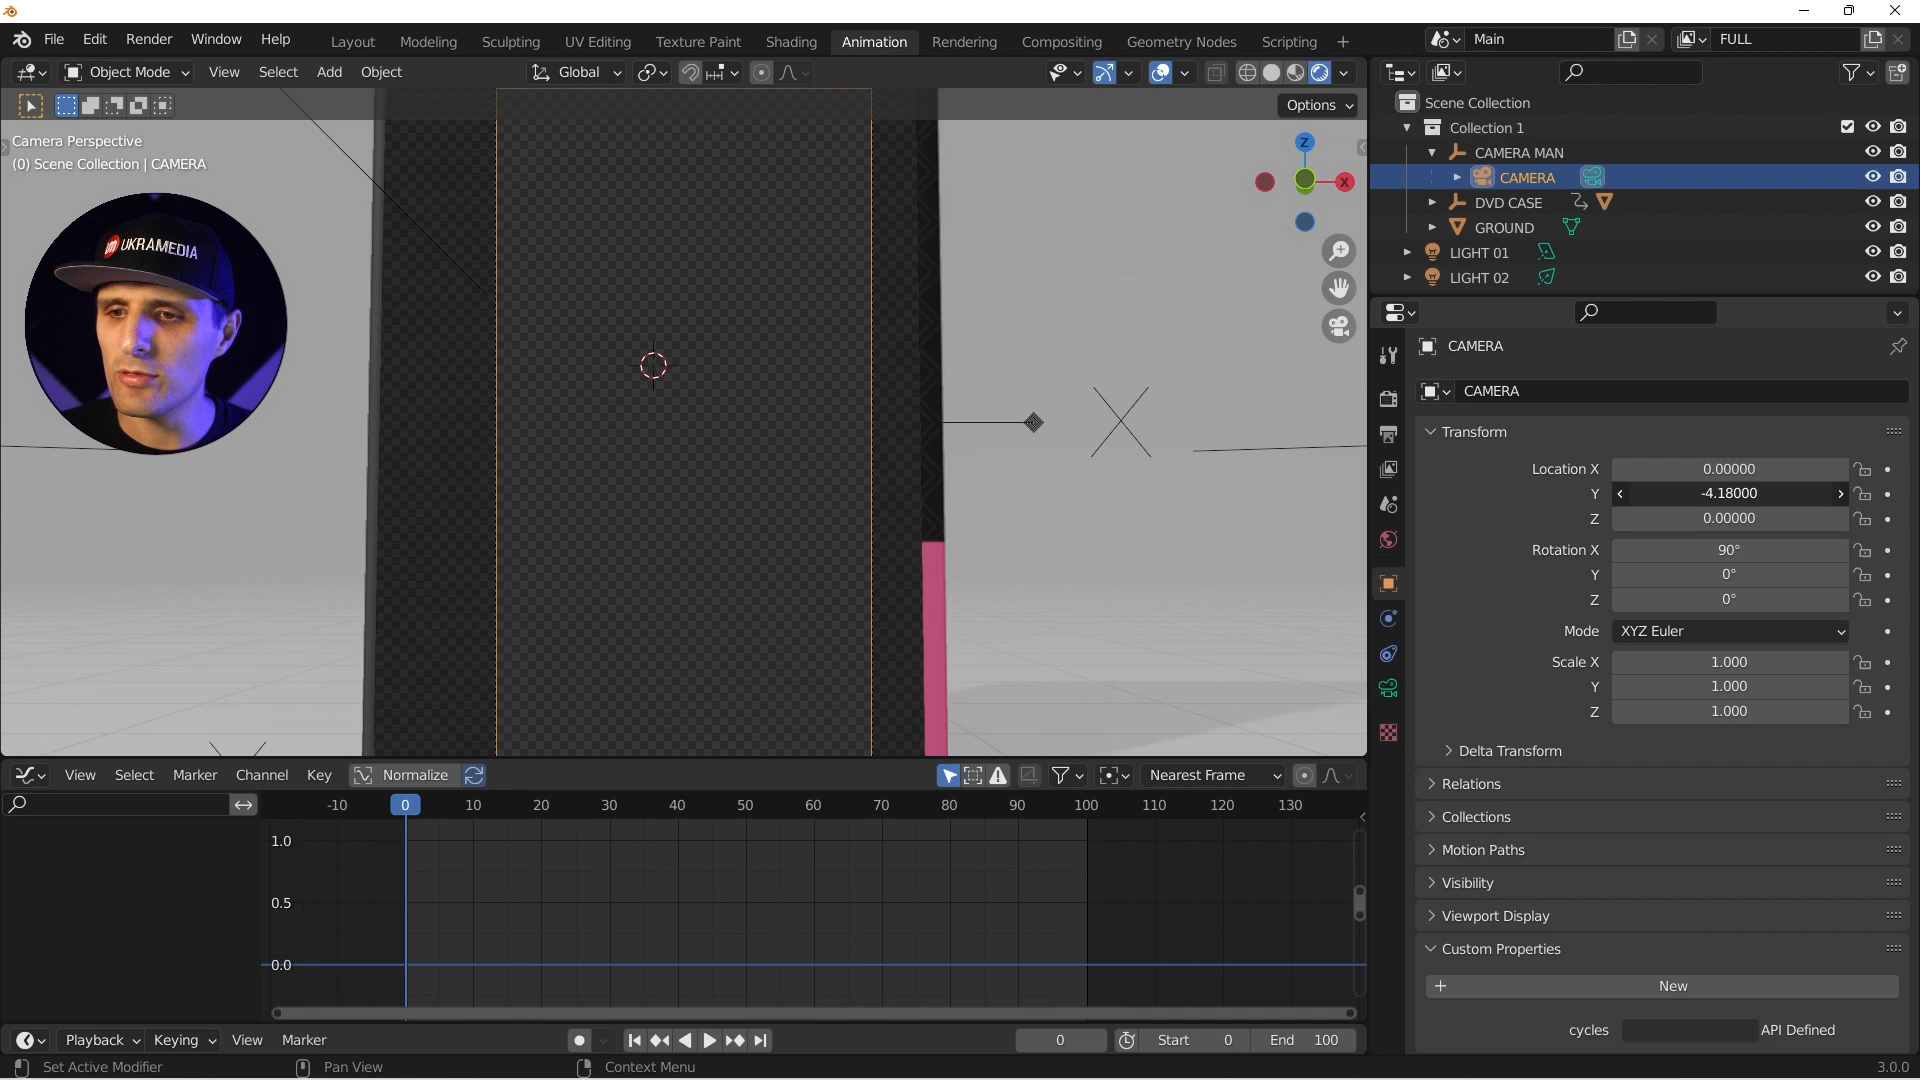 File Edit Render Window Help
Layout Modeling Sculpting UV Editing Texture Paint Shading Animation Rendering Compositing Geometry Nodes Scripting +
Main
FULL
Object Mode View Select Add Object
Global
Options
Camera Perspective
(0) Scene Collection | CAMERA
UKRAMEDIA
Z
X
Scene Collection
Collection 1
CAMERA MAN
CAMERA
DVD CASE
GROUND
LIGHT 01
LIGHT 02
CAMERA
CAMERA
Transform
Location X 0.00000
Y -4.18000
Z 0.00000
Rotation X 90°
Y 0°
Z 0°
Mode XYZ Euler
Scale X 1.000
Y 1.000
Z 1.000
Delta Transform
Relations
Collections
Motion Paths
Visibility
Viewport Display
Custom Properties
+ New
cycles API Defined
View Select Marker Channel Key Normalize
Nearest Frame
-10 0 10 20 30 40 50 60 70 80 90 100 110 120 130
1.0
0.5
0.0
Playback Keying View Marker
0 Start 0 End 100
Set Active Modifier Pan View Context Menu 3.0.0